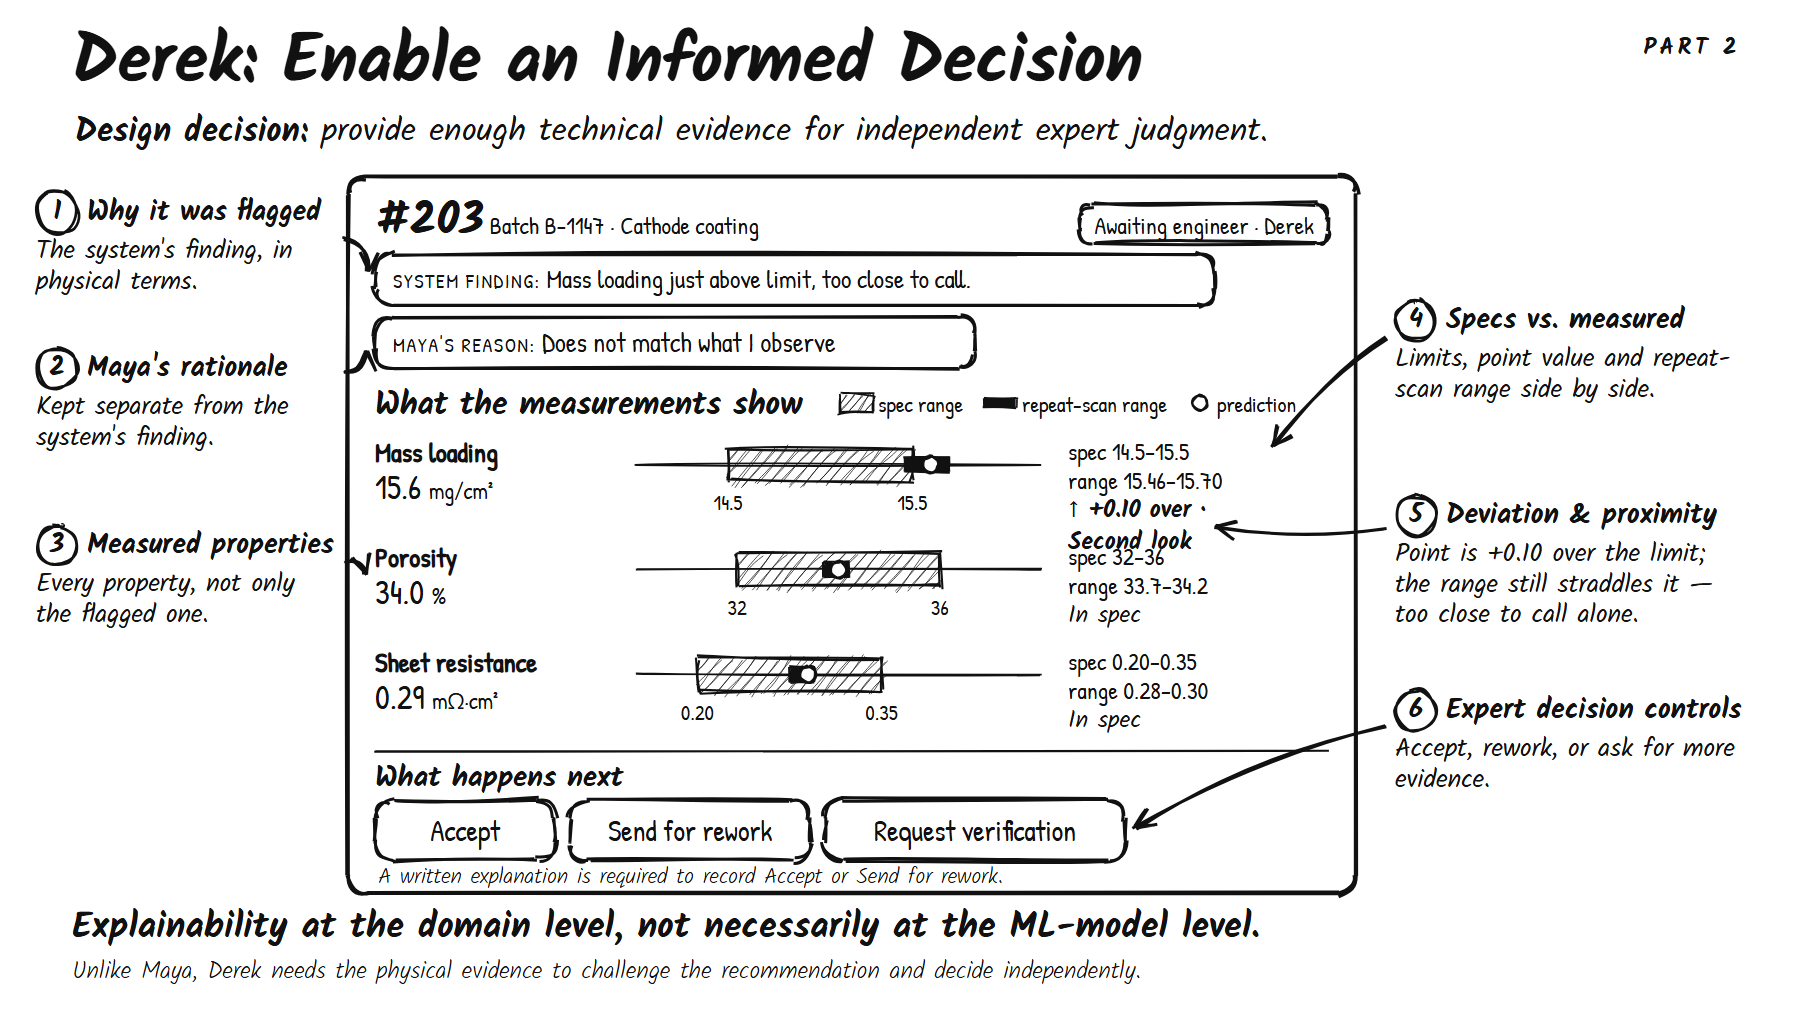 Derek: Enable an Informed Decision
PART 2
Design decision: provide enough technical evidence for independent expert judgment.
1 Why it was flagged
The system's finding, in
physical terms.
2 Maya's rationale
Kept separate from the
system's finding.
3 Measured properties
Every property, not only
the flagged one.
#203 Batch B-1147 · Cathode coating
Awaiting engineer · Derek
SYSTEM FINDING: Mass loading just above limit, too close to call.
MAYA'S REASON: Does not match what I observe
What the measurements show
spec range
repeat-scan range
prediction
Mass loading
15.6 mg/cm²
14.5
15.5
spec 14.5–15.5
range 15.46–15.70
↑ +0.10 over ·
Second look
Porosity
34.0 %
32
36
spec 32–36
range 33.7–34.2
In spec
Sheet resistance
0.29 mΩ·cm²
0.20
0.35
spec 0.20–0.35
range 0.28–0.30
In spec
What happens next
Accept
Send for rework
Request verification
A written explanation is required to record Accept or Send for rework.
4 Specs vs. measured
Limits, point value and repeat-
scan range side by side.
5 Deviation & proximity
Point is +0.10 over the limit;
the range still straddles it —
too close to call alone.
6 Expert decision controls
Accept, rework, or ask for more
evidence.
Explainability at the domain level, not necessarily at the ML-model level.
Unlike Maya, Derek needs the physical evidence to challenge the recommendation and decide independently.